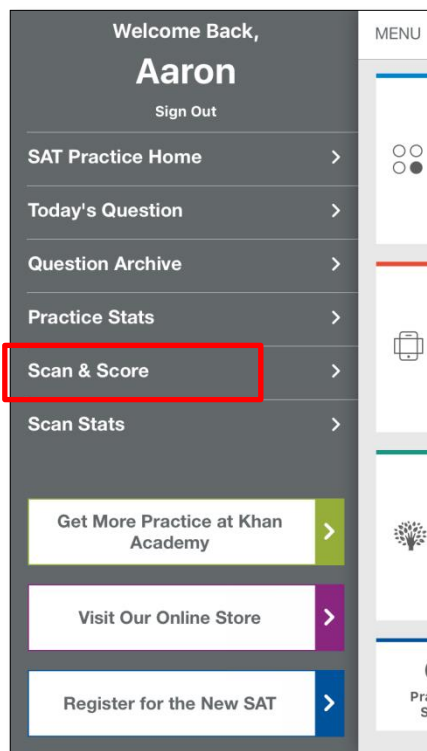 Welcome Back,
Aaron
Sign Out
SAT Practice Home
Today's Question
Question Archive
Practice Stats
Scan & Score
Scan Stats
Get More Practice at Khan
Academy
Visit Our Online Store
Register for the New SAT
MENU